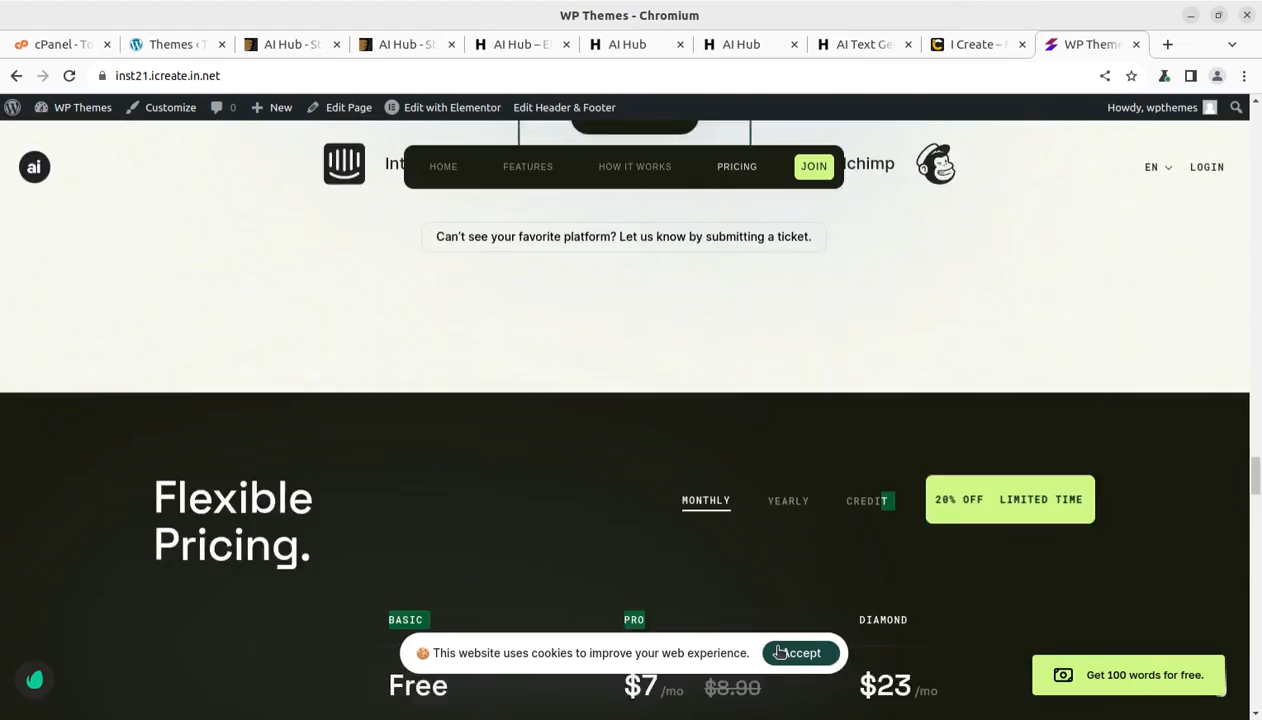 WP Themes - Chromium
cPanel - To
Themes ‹ T
AI Hub - St
AI Hub - St
AI Hub – El
AI Hub
AI Hub
AI Text Ge
I Create –
WP Theme
inst21.icreate.in.net
WP Themes
Customize
0
New
Edit Page
Edit with Elementor
Edit Header & Footer
Howdy, wpthemes
ai
Int
HOME
FEATURES
HOW IT WORKS
PRICING
JOIN
lchimp
EN
LOGIN
Can’t see your favorite platform? Let us know by submitting a ticket.
Flexible
Pricing.
MONTHLY
YEARLY
CREDIT
20% OFF LIMITED TIME
BASIC
PRO
DIAMOND
🍪 This website uses cookies to improve your web experience.
Accept
Free
$7 /mo $8.90
$23 /mo
Get 100 words for free.